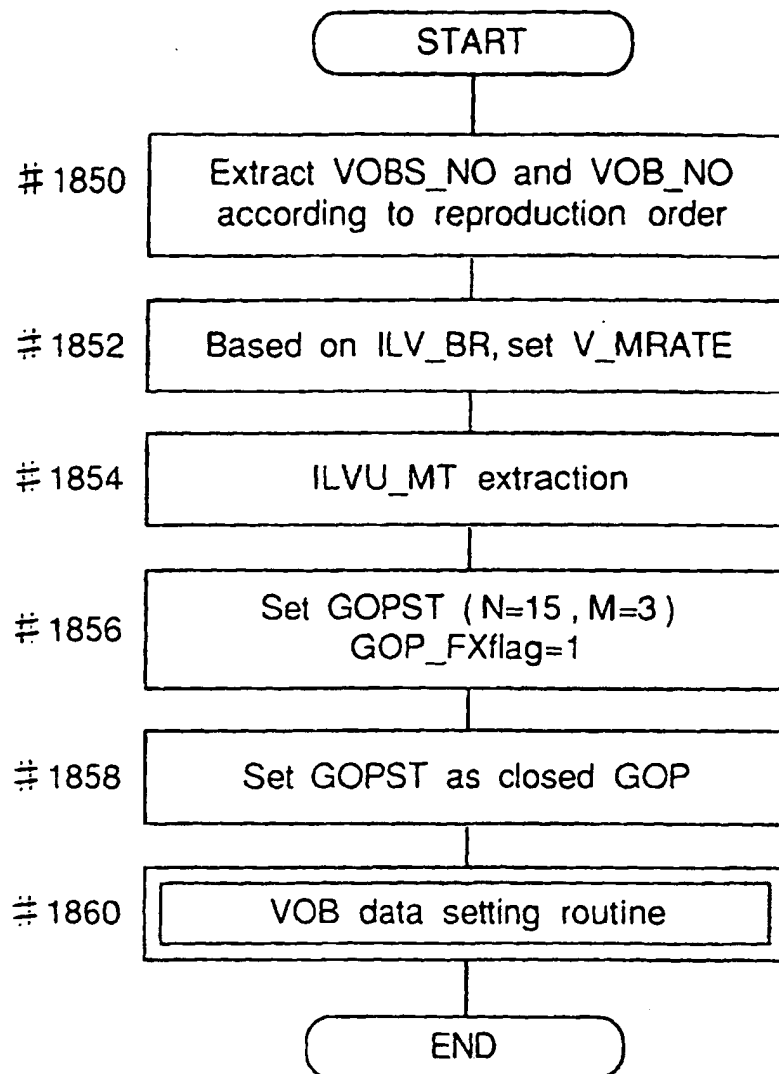 START
#1850
Extract VOBS_NO and VOB_NO
according to reproduction order
#1852
Based on ILV_BR, set V_MRATE
#1854
ILVU_MT extraction
#1856
Set GOPST (N=15, M=3)
GOP_FXflag=1
#1858
Set GOPST as closed GOP
#1860
VOB data setting routine
END